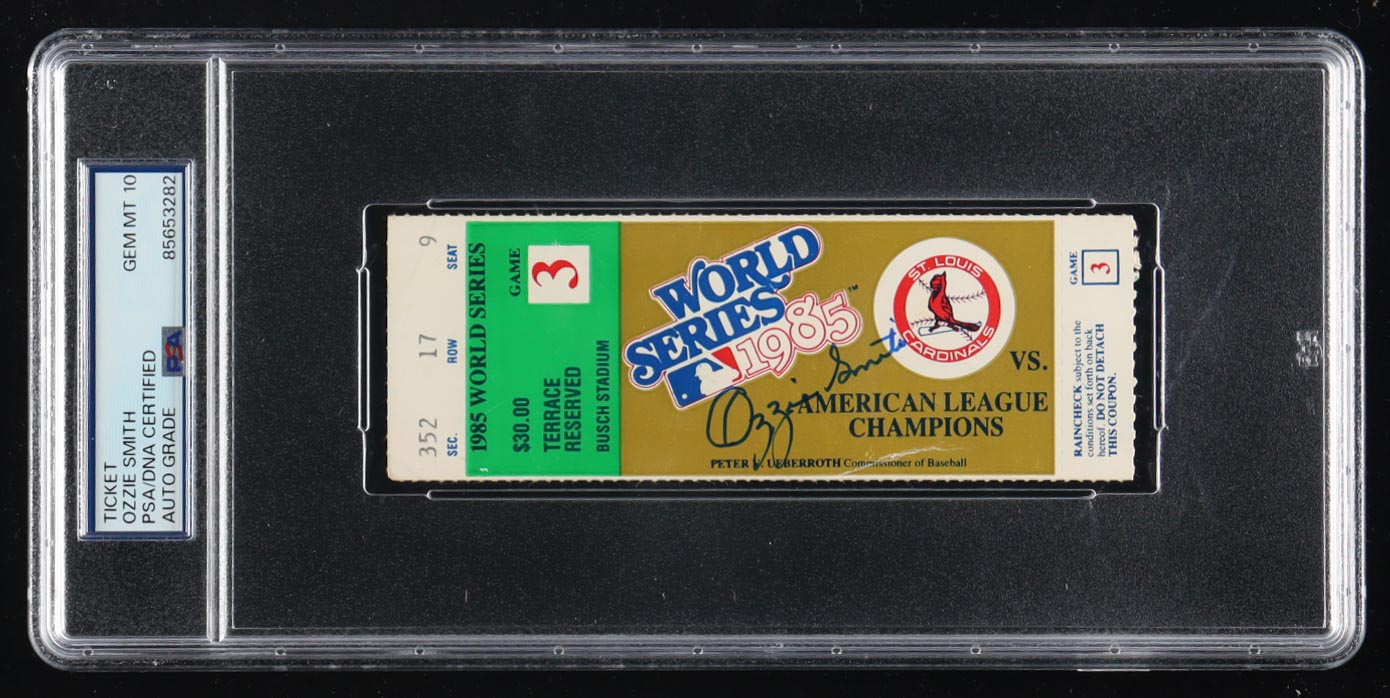 TICKET
OZZIE SMITH
PSA/DNA CERTIFIED
AUTO GRADE
GEM MT 10
85653282
PSA
352 17 9
SEC. ROW SEAT
1985 WORLD SERIES
GAME
3
$30.00
TERRACE
RESERVED
BUSCH STADIUM
WORLD
SERIES
1985
™
ST. LOUIS
CARDINALS
VS.
AMERICAN LEAGUE
CHAMPIONS
Ozzie Smith
PETER V. UEBERROTH Commissioner of Baseball
GAME
3
RAINCHECK subject to the
conditions set forth on back
hereof. DO NOT DETACH
THIS COUPON.